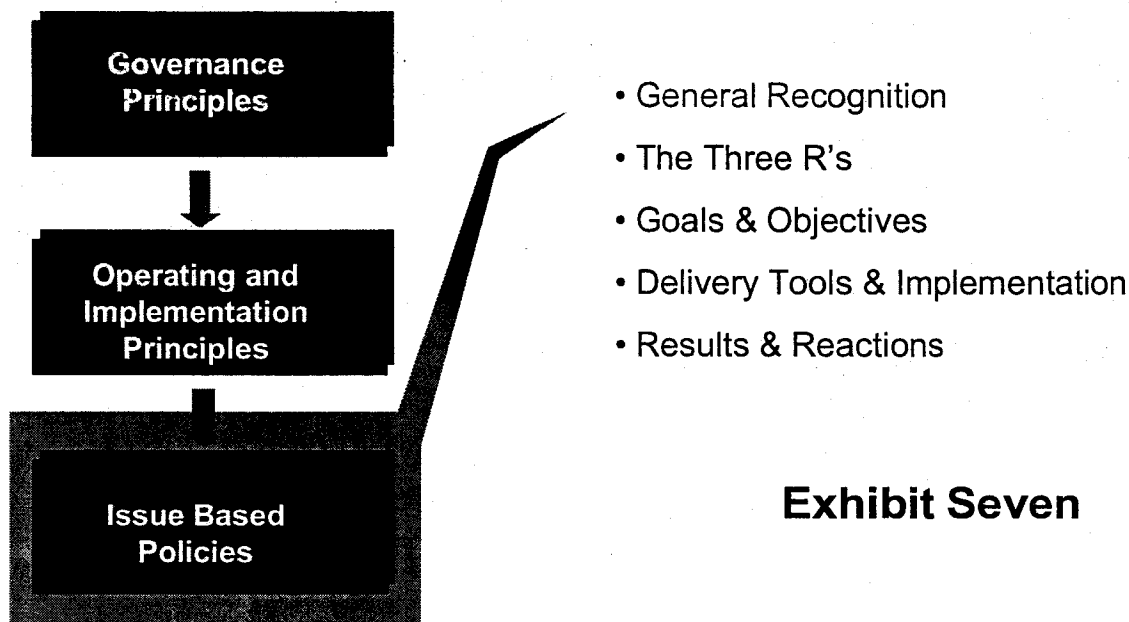 Governance
Principles
Operating and
Implementation
Principles
Issue Based
Policies
• General Recognition
• The Three R's
• Goals & Objectives
• Delivery Tools & Implementation
• Results & Reactions
Exhibit Seven